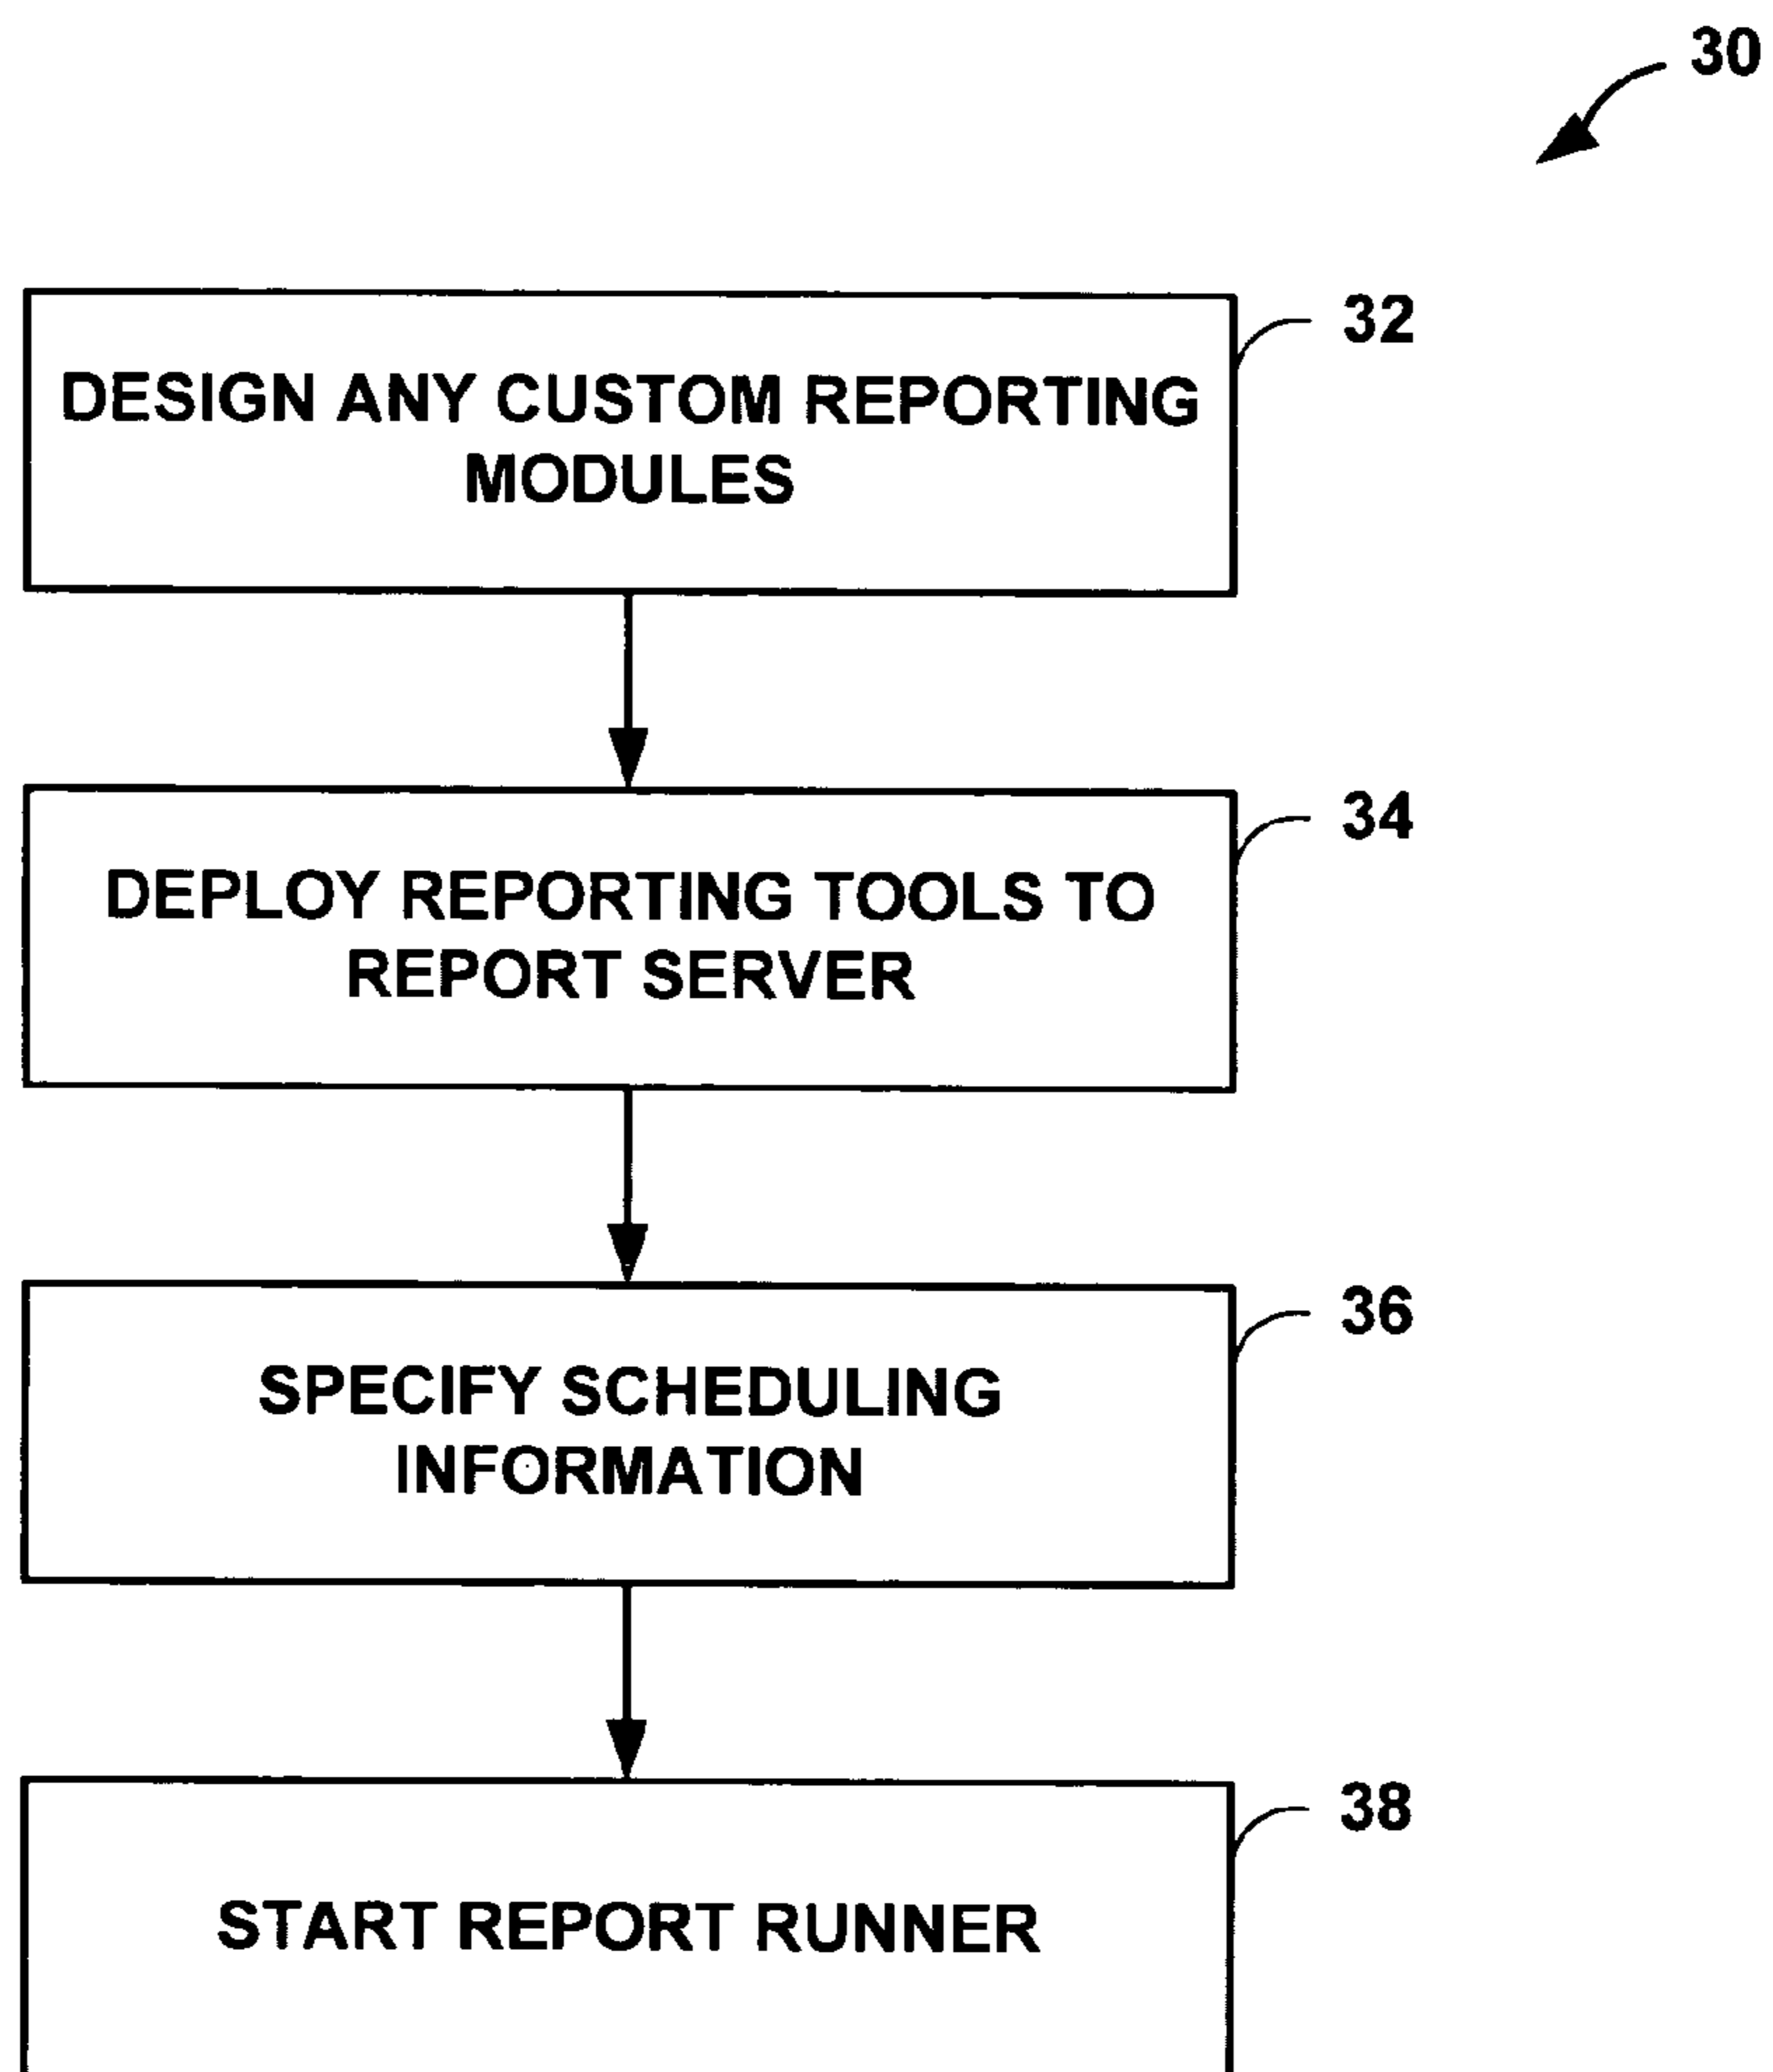 30
32
DESIGN ANY CUSTOM REPORTING
MODULES
34
DEPLOY REPORTING TOOLS TO
REPORT SERVER
36
SPECIFY SCHEDULING
INFORMATION
38
START REPORT RUNNER